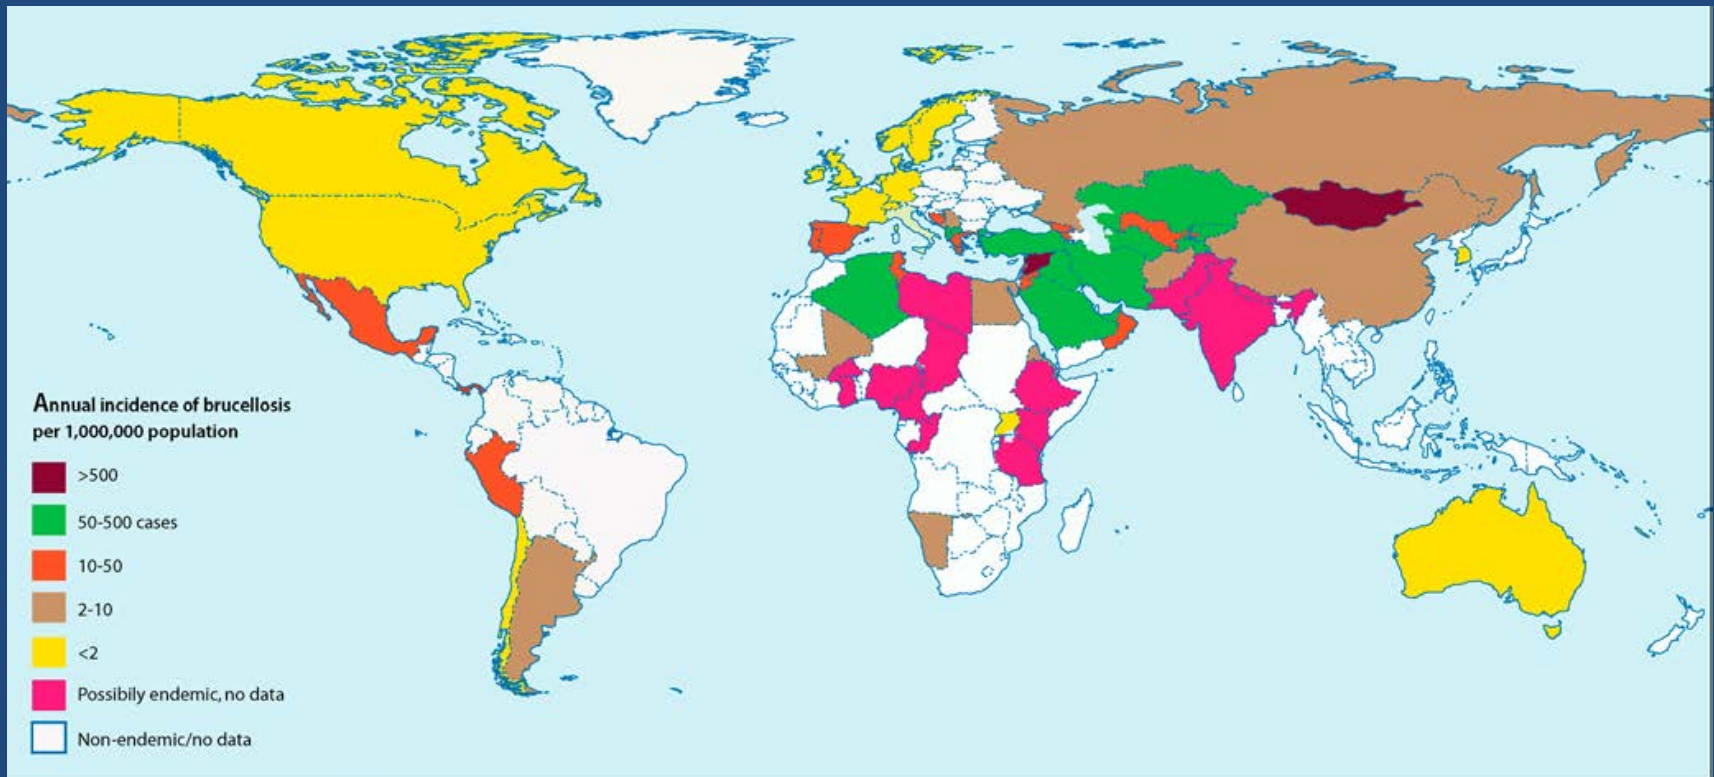 Annual incidence of brucellosis
per 1,000,000 population
>500
50-500 cases
10-50
2-10
<2
Possibily endemic, no data
Non-endemic/no data